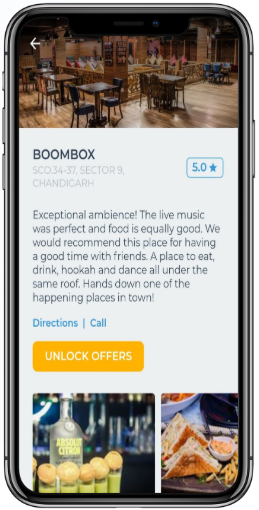 BOOMBOX
5.0 ★
SCO.34-37, SECTOR 9,
CHANDIGARH
Exceptional ambience! The live music
was perfect and food is equally good. We
would recommend this place for having
a good time with friends. A place to eat,
drink, hookah and dance all under the
same roof. Hands down one of the
happening places in town!
Directions | Call
UNLOCK OFFERS
ABSOLUT
CITRON